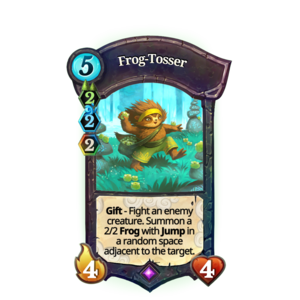 Frog-Tosser
5
2
2
2
Gift - Fight an enemy
creature. Summon a
2/2 Frog with Jump in
a random space
adjacent to the target.
4
4